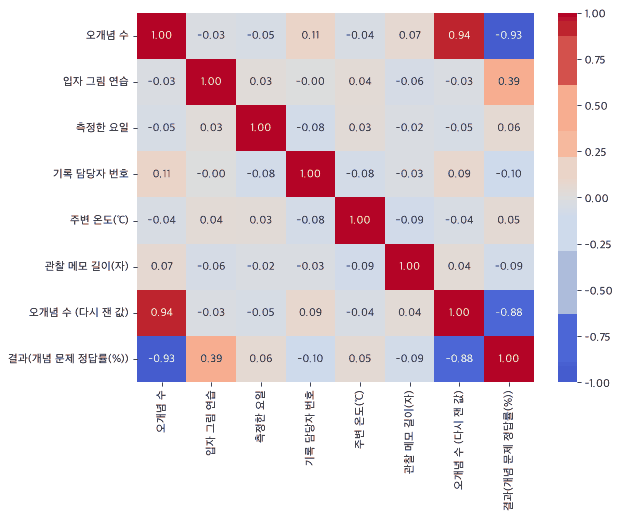 오개념 수 1.00 -0.03 -0.05 0.11 -0.04 0.07 0.94 -0.93
입자 그림 연습 -0.03 1.00 0.03 -0.00 0.04 -0.06 -0.03 0.39
측정한 요일 -0.05 0.03 1.00 -0.08 0.03 -0.02 -0.05 0.06
기록 담당자 번호 0.11 -0.00 -0.08 1.00 -0.08 -0.03 0.09 -0.10
주변 온도(℃) -0.04 0.04 0.03 -0.08 1.00 -0.09 -0.04 0.05
관찰 메모 길이(자) 0.07 -0.06 -0.02 -0.03 -0.09 1.00 0.04 -0.09
오개념 수 (다시 잰 값) 0.94 -0.03 -0.05 0.09 -0.04 0.04 1.00 -0.88
결과(개념 문제 정답률(%)) -0.93 0.39 0.06 -0.10 0.05 -0.09 -0.88 1.00
오개념 수
입자 그림 연습
측정한 요일
기록 담당자 번호
주변 온도(℃)
관찰 메모 길이(자)
오개념 수 (다시 잰 값)
결과(개념 문제 정답률(%))
1.00
0.75
0.50
0.25
0.00
-0.25
-0.50
-0.75
-1.00